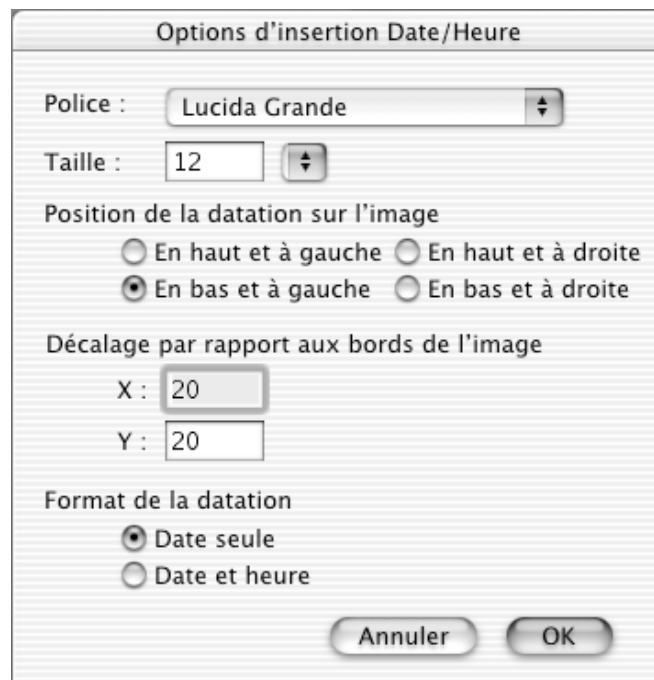 Options d’insertion Date/Heure
Police : Lucida Grande
Taille : 12
Position de la datation sur l’image
En haut et à gauche En haut et à droite
En bas et à gauche En bas et à droite
Décalage par rapport aux bords de l’image
X : 20
Y : 20
Format de la datation
Date seule
Date et heure
Annuler OK